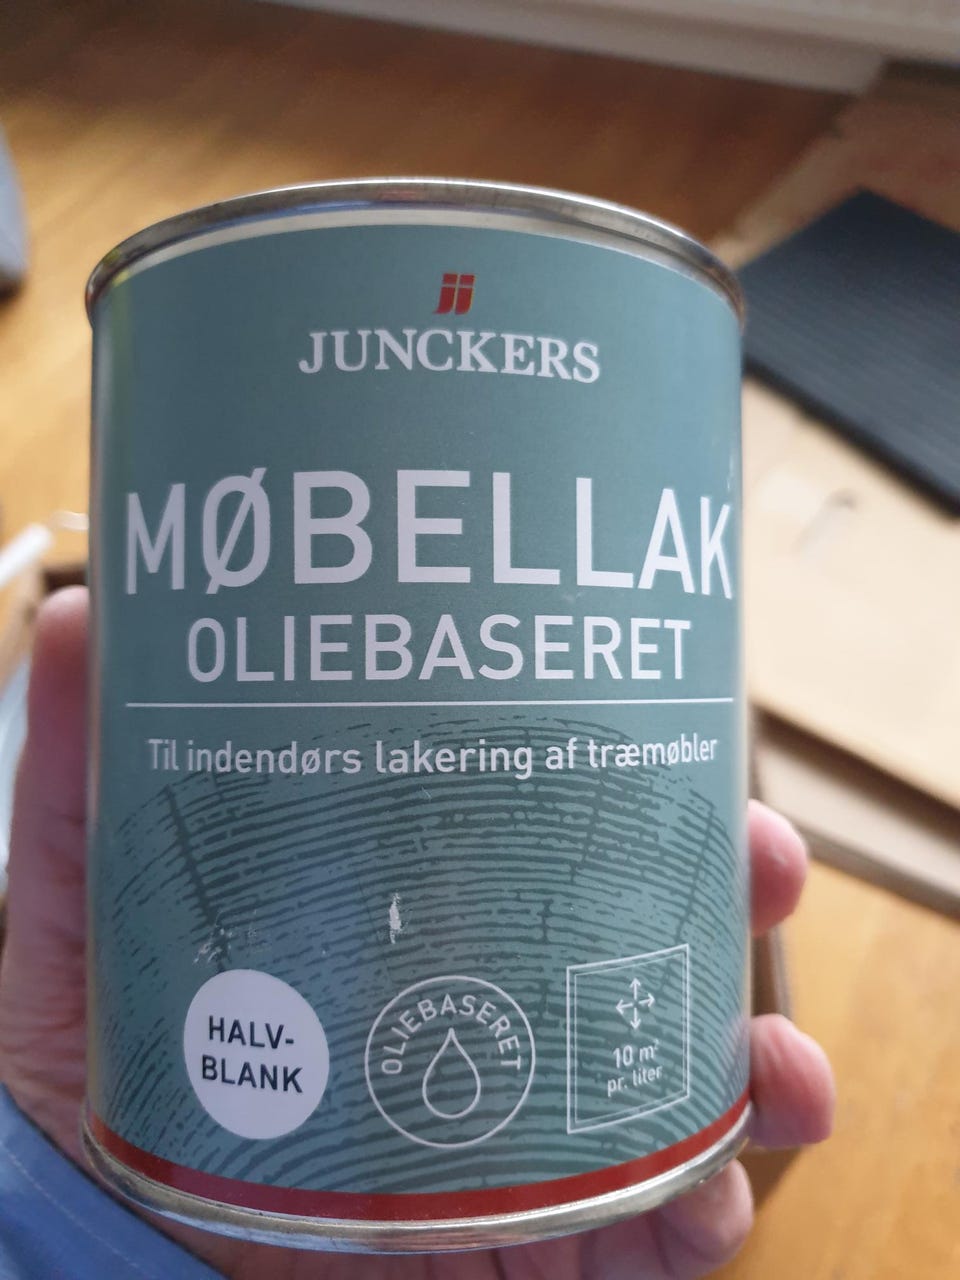 JUNCKERS
MØBELLAK
OLIEBASERET
Til indendørs lakering af træmøbler
HALV-
BLANK
OLIEBASERET
10 m²
pr. liter